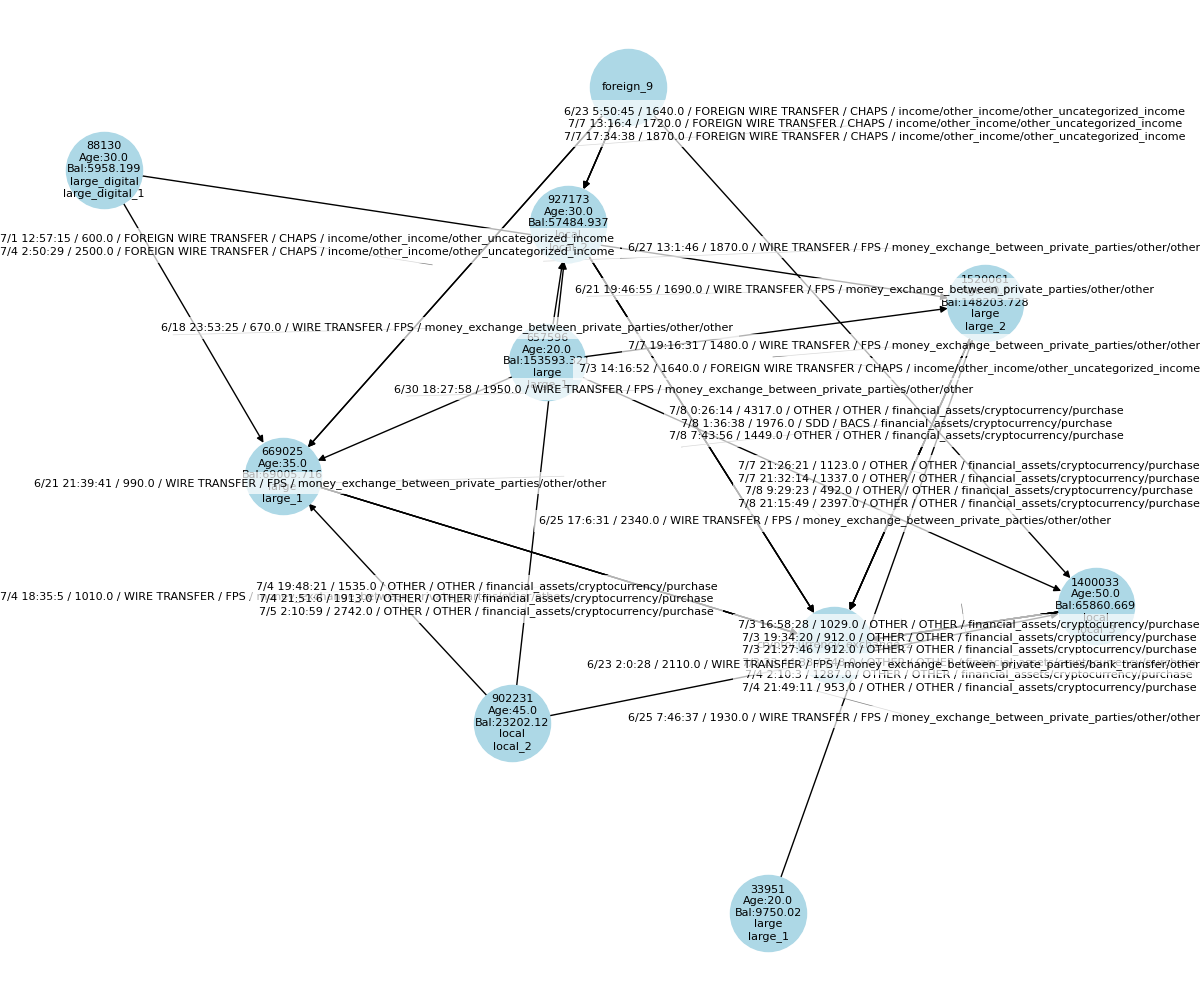 foreign_9
6/23 5:50:45 / 1640.0 / FOREIGN WIRE TRANSFER / CHAPS / income/other_income/other_uncategorized_income
7/7 13:16:4 / 1720.0 / FOREIGN WIRE TRANSFER / CHAPS / income/other_income/other_uncategorized_income
7/7 17:34:38 / 1870.0 / FOREIGN WIRE TRANSFER / CHAPS / income/other_income/other_uncategorized_income
88130
Age:30.0
Bal:5958.199
large_digital
large_digital_1
927173
Age:30.0
Bal:57484.937
local
7/1 12:57:15 / 600.0 / FOREIGN WIRE TRANSFER / CHAPS / income/other_income/other_uncategorized_income
7/4 2:50:29 / 2500.0 / FOREIGN WIRE TRANSFER / CHAPS / income/other_income/other_uncategorized_income
6/27 13:1:46 / 1870.0 / WIRE TRANSFER / FPS / money_exchange_between_private_parties/other/other
1520061
Bal:148203.728
large
large_2
6/21 19:46:55 / 1690.0 / WIRE TRANSFER / FPS / money_exchange_between_private_parties/other/other
6/18 23:53:25 / 670.0 / WIRE TRANSFER / FPS / money_exchange_between_private_parties/other/other
657596
Age:20.0
Bal:153593.321
large
large_1
7/7 19:16:31 / 1480.0 / WIRE TRANSFER / FPS / money_exchange_between_private_parties/other/other
7/3 14:16:52 / 1640.0 / FOREIGN WIRE TRANSFER / CHAPS / income/other_income/other_uncategorized_income
6/30 18:27:58 / 1950.0 / WIRE TRANSFER / FPS / money_exchange_between_private_parties/other/other
7/8 0:26:14 / 4317.0 / OTHER / OTHER / financial_assets/cryptocurrency/purchase
7/8 1:36:38 / 1976.0 / SDD / BACS / financial_assets/cryptocurrency/purchase
7/8 7:43:56 / 1449.0 / OTHER / OTHER / financial_assets/cryptocurrency/purchase
669025
Age:35.0
Bal:69005.716
large
large_1
7/7 21:26:21 / 1123.0 / OTHER / OTHER / financial_assets/cryptocurrency/purchase
7/7 21:32:14 / 1337.0 / OTHER / OTHER / financial_assets/cryptocurrency/purchase
7/8 9:29:23 / 492.0 / OTHER / OTHER / financial_assets/cryptocurrency/purchase
7/8 21:15:49 / 2397.0 / OTHER / OTHER / financial_assets/cryptocurrency/purchase
6/21 21:39:41 / 990.0 / WIRE TRANSFER / FPS / money_exchange_between_private_parties/other/other
6/25 17:6:31 / 2340.0 / WIRE TRANSFER / FPS / money_exchange_between_private_parties/other/other
7/4 19:48:21 / 1535.0 / OTHER / OTHER / financial_assets/cryptocurrency/purchase
7/4 21:51:6 / 1913.0 / OTHER / OTHER / financial_assets/cryptocurrency/purchase
7/5 2:10:59 / 2742.0 / OTHER / OTHER / financial_assets/cryptocurrency/purchase
7/4 18:35:5 / 1010.0 / WIRE TRANSFER / FPS /
1400033
Age:50.0
Bal:65860.669
local
7/3 16:58:28 / 1029.0 / OTHER / OTHER / financial_assets/cryptocurrency/purchase
7/3 19:34:20 / 912.0 / OTHER / OTHER / financial_assets/cryptocurrency/purchase
7/3 21:27:46 / 912.0 / OTHER / OTHER / financial_assets/cryptocurrency/purchase
6/23 2:0:28 / 2110.0 / WIRE TRANSFER / FPS / money_exchange_between_private_parties/bank_transfer/other
7/4 2:10:3 / 1287.0 / OTHER / OTHER / financial_assets/cryptocurrency/purchase
7/4 21:49:11 / 953.0 / OTHER / OTHER / financial_assets/cryptocurrency/purchase
6/25 7:46:37 / 1930.0 / WIRE TRANSFER / FPS / money_exchange_between_private_parties/other/other
902231
Age:45.0
Bal:23202.12
local
local_2
33951
Age:20.0
Bal:9750.02
large
large_1